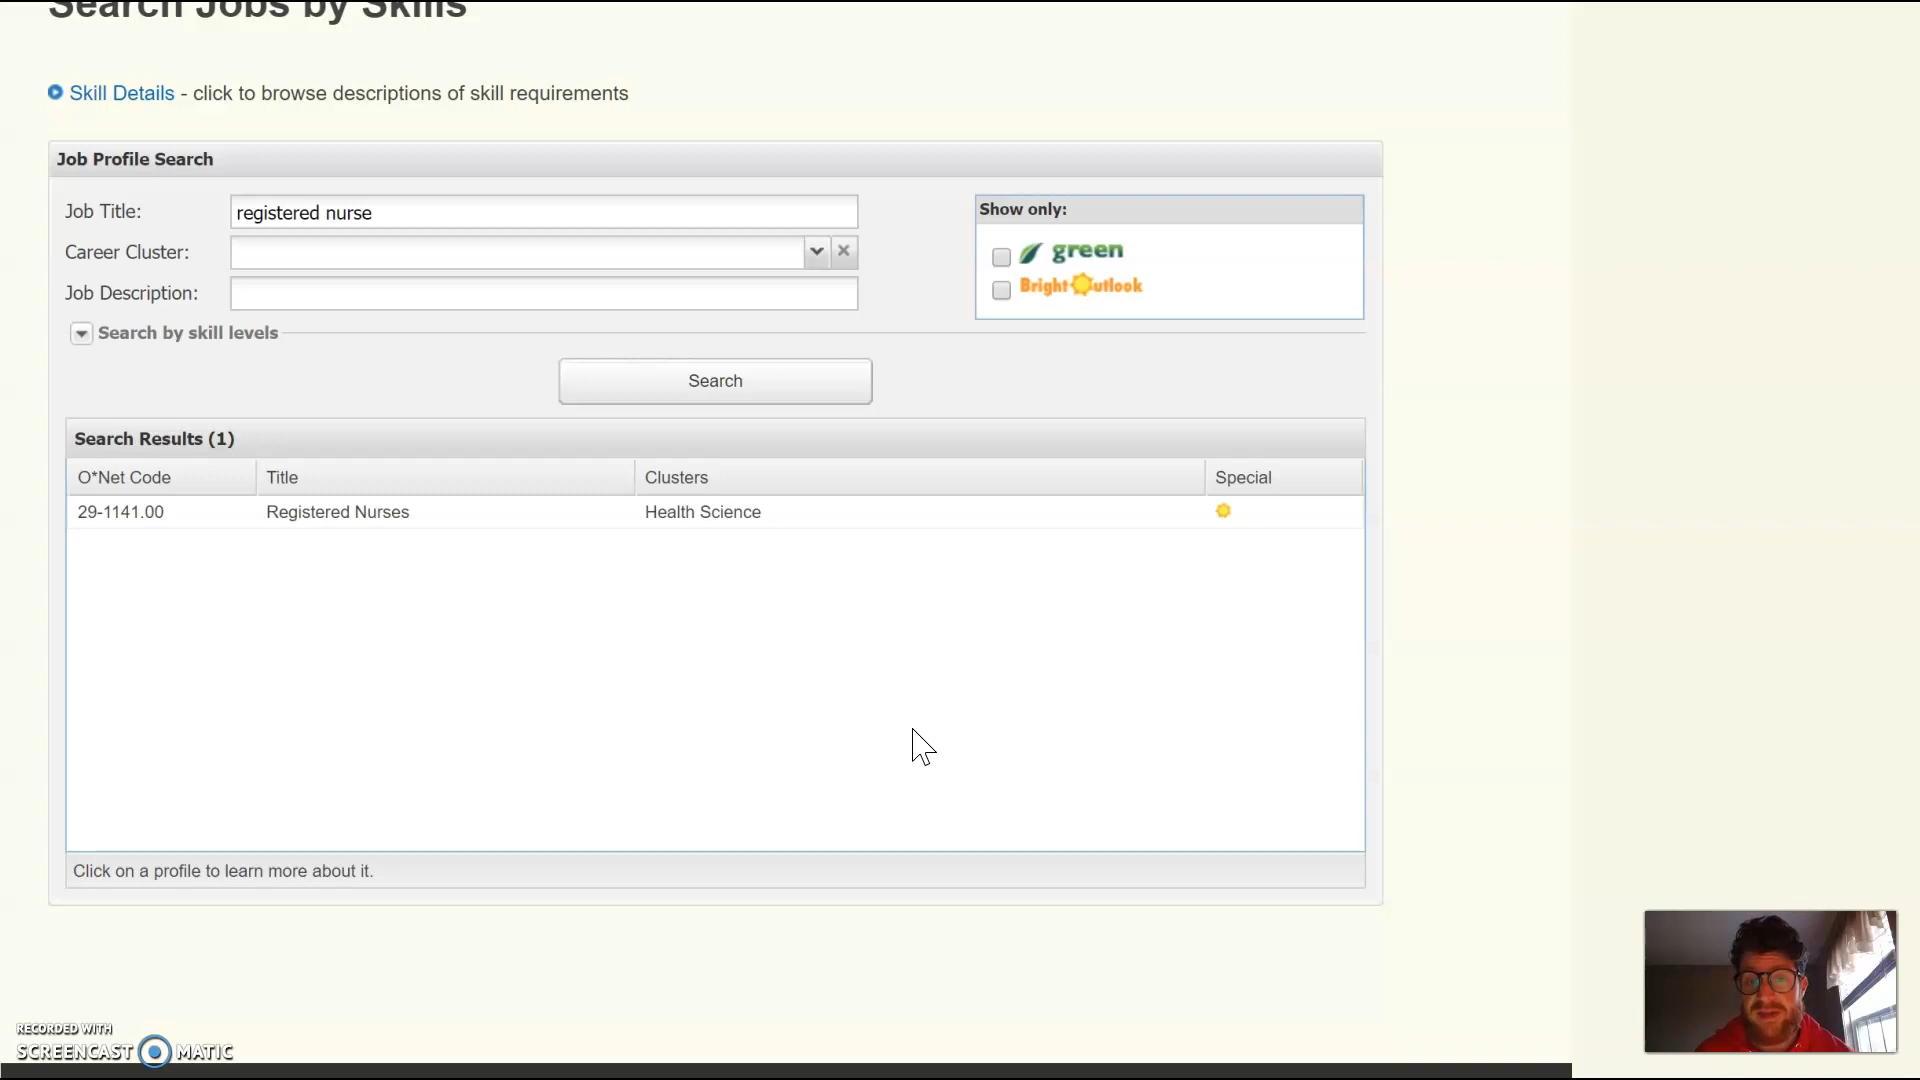 Search Jobs by Skills
Skill Details - click to browse descriptions of skill requirements
Job Profile Search
Job Title:
registered nurse
Show only:
Career Cluster:
green
Bright Outlook
Job Description:
Search by skill levels
Search
Search Results (1)
O*Net Code Title Clusters Special
29-1141.00 Registered Nurses Health Science
Click on a profile to learn more about it.
RECORDED WITH
SCREENCAST MATIC